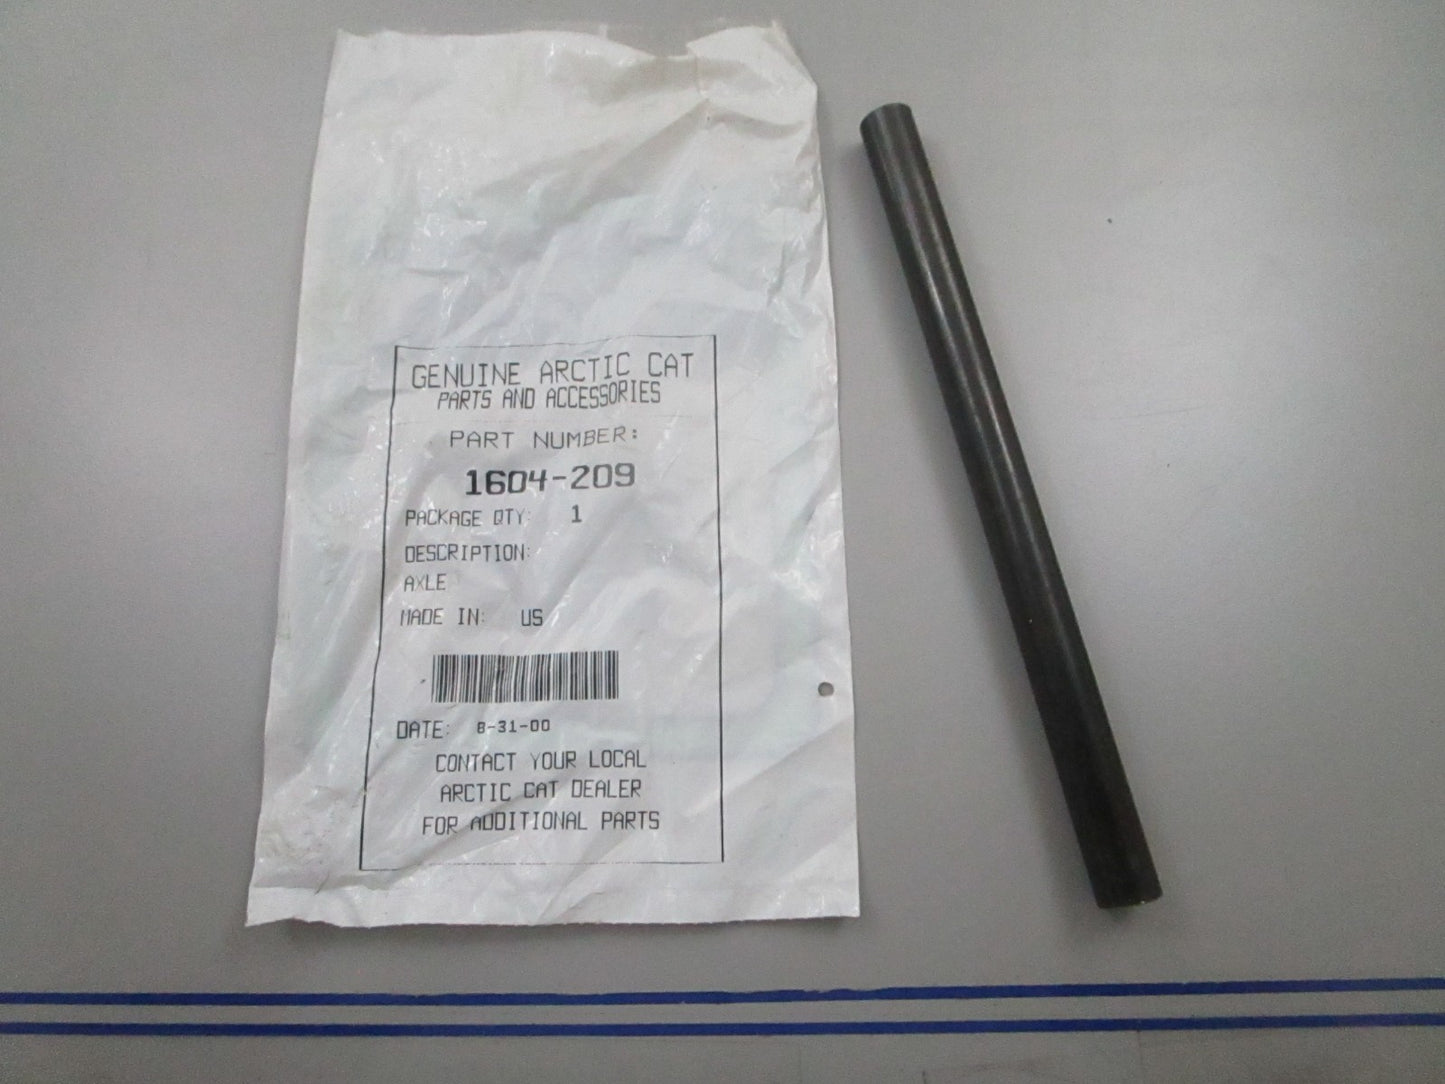 GENUINE ARCTIC CAT
PARTS AND ACCESSORIES
PART NUMBER:
1604-209
PACKAGE QTY: 1
DESCRIPTION:
AXLE
MADE IN: US
DATE: 8-31-00
CONTACT YOUR LOCAL
ARCTIC CAT DEALER
FOR ADDITIONAL PARTS